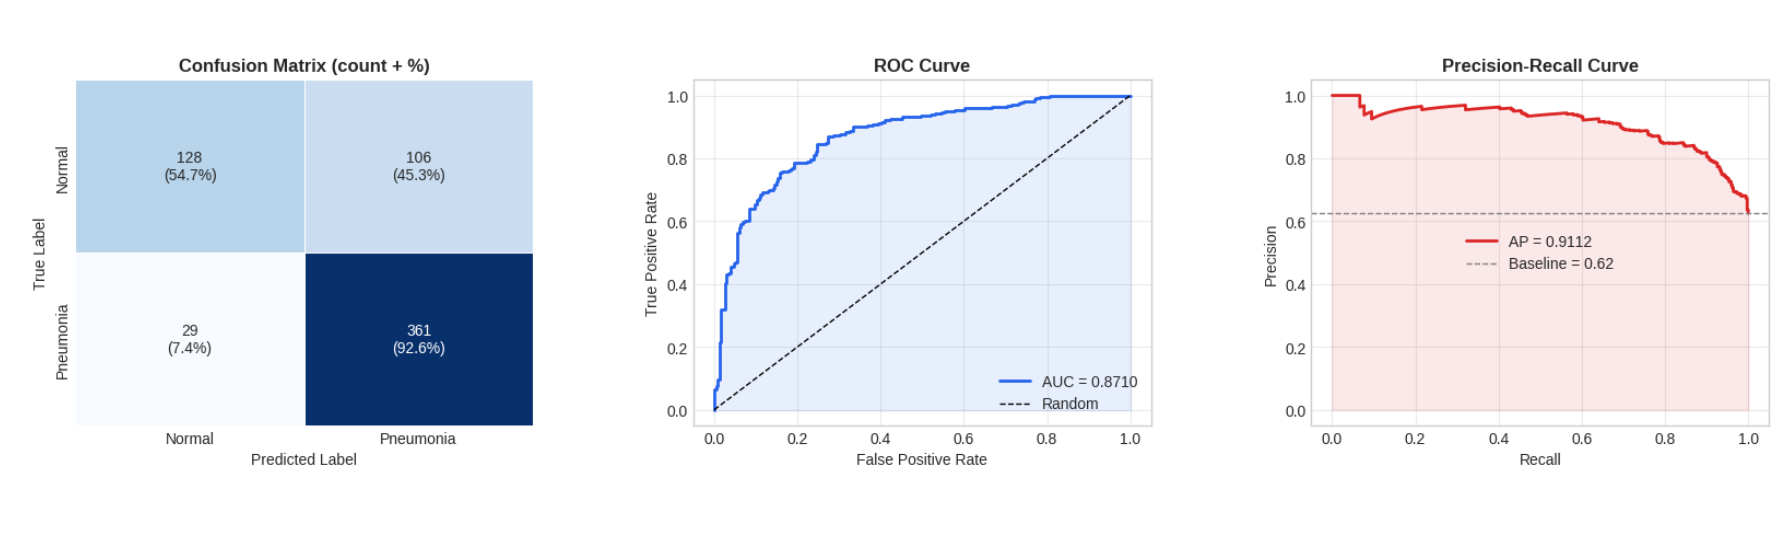 Confusion Matrix (count + %)
True Label
Normal
Pneumonia
128
(54.7%)
106
(45.3%)
29
(7.4%)
361
(92.6%)
Normal
Pneumonia
Predicted Label
ROC Curve
True Positive Rate
1.0
0.8
0.6
0.4
0.2
0.0
AUC = 0.8710
Random
0.0 0.2 0.4 0.6 0.8 1.0
False Positive Rate
Precision-Recall Curve
Precision
1.0
0.8
0.6
0.4
0.2
0.0
AP = 0.9112
Baseline = 0.62
0.0 0.2 0.4 0.6 0.8 1.0
Recall